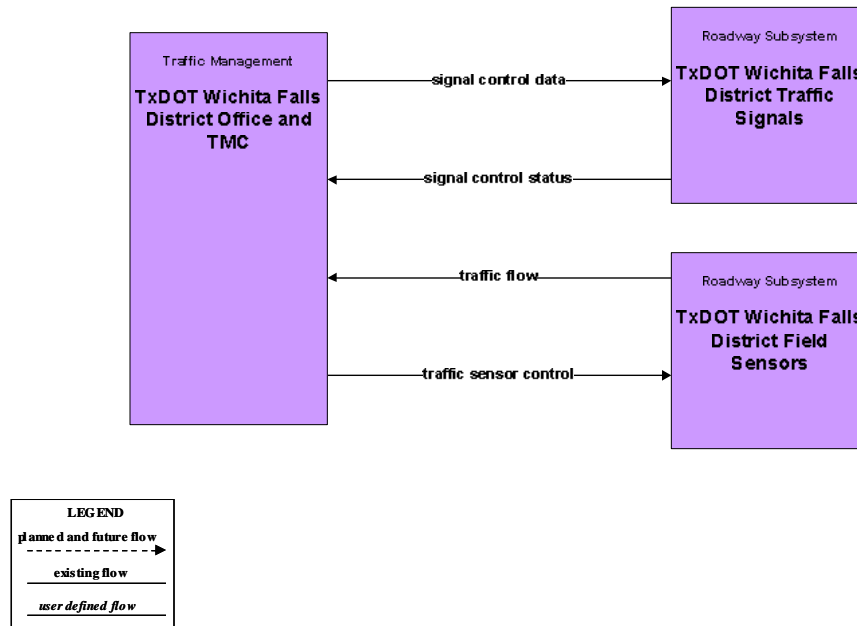 Traffic Management
TxDOT Wichita Falls
District Office and
TMC
signal control data
signal control status
traffic flow
traffic sensor control
Roadway Subsystem
TxDOT Wichita Falls
District Traffic
Signals
Roadway Subsystem
TxDOT Wichita Falls
District Field
Sensors
LEGEND
planned and future flow
existing flow
user defined flow